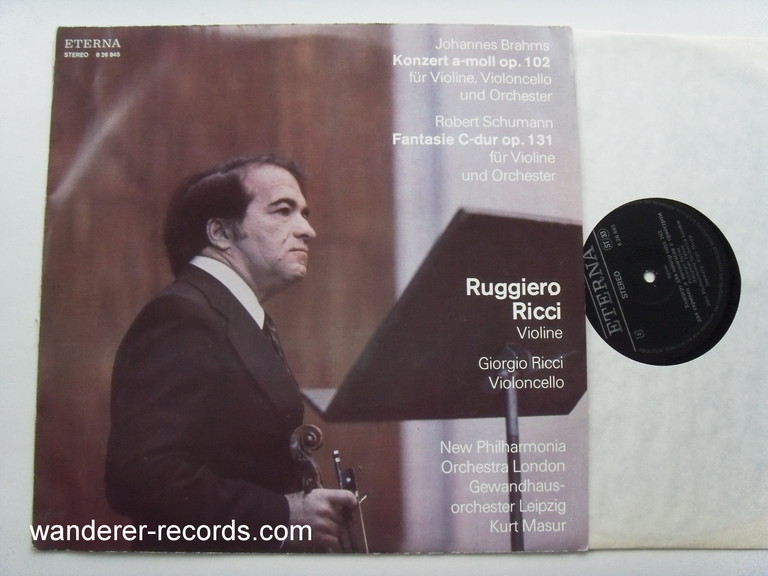 ETERNA
STEREO 8 26 845
Johannes Brahms
Konzert a-moll op. 102
für Violine, Violoncello
und Orchester
Robert Schumann
Fantasie C-dur op. 131
für Violine
und Orchester
Ruggiero
Ricci
Violine
Giorgio Ricci
Violoncello
New Philharmonia
Orchestra London
Gewandhaus-
orchester Leipzig
Kurt Masur
wanderer-records.com
ETERNA
STEREO